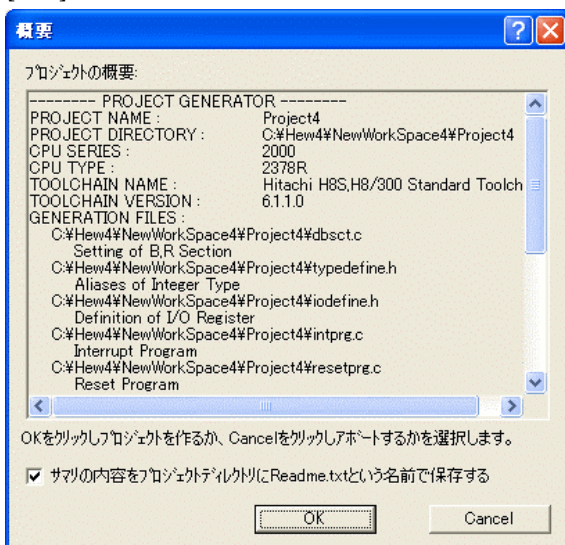 概要
プロジェクトの概要:
-------- PROJECT GENERATOR --------
PROJECT NAME : Project4
PROJECT DIRECTORY : C:¥Hew4¥NewWorkSpace4¥Project4
CPU SERIES : 2000
CPU TYPE : 2378R
TOOLCHAIN NAME : Hitachi H8S,H8/300 Standard Toolch
TOOLCHAIN VERSION : 6.1.1.0
GENERATION FILES :
C:¥Hew4¥NewWorkSpace4¥Project4¥dbsct.c
Setting of B,R Section
C:¥Hew4¥NewWorkSpace4¥Project4¥typedefine.h
Aliases of Integer Type
C:¥Hew4¥NewWorkSpace4¥Project4¥iodefine.h
Definition of I/O Register
C:¥Hew4¥NewWorkSpace4¥Project4¥intprg.c
Interrupt Program
C:¥Hew4¥NewWorkSpace4¥Project4¥resetprg.c
Reset Program
OKをクリックしプロジェクトを作るか、Cancelをクリックしアボートするかを選択します。
サマリの内容をプロジェクトディレクトリにReadme.txtという名前で保存する
OK Cancel